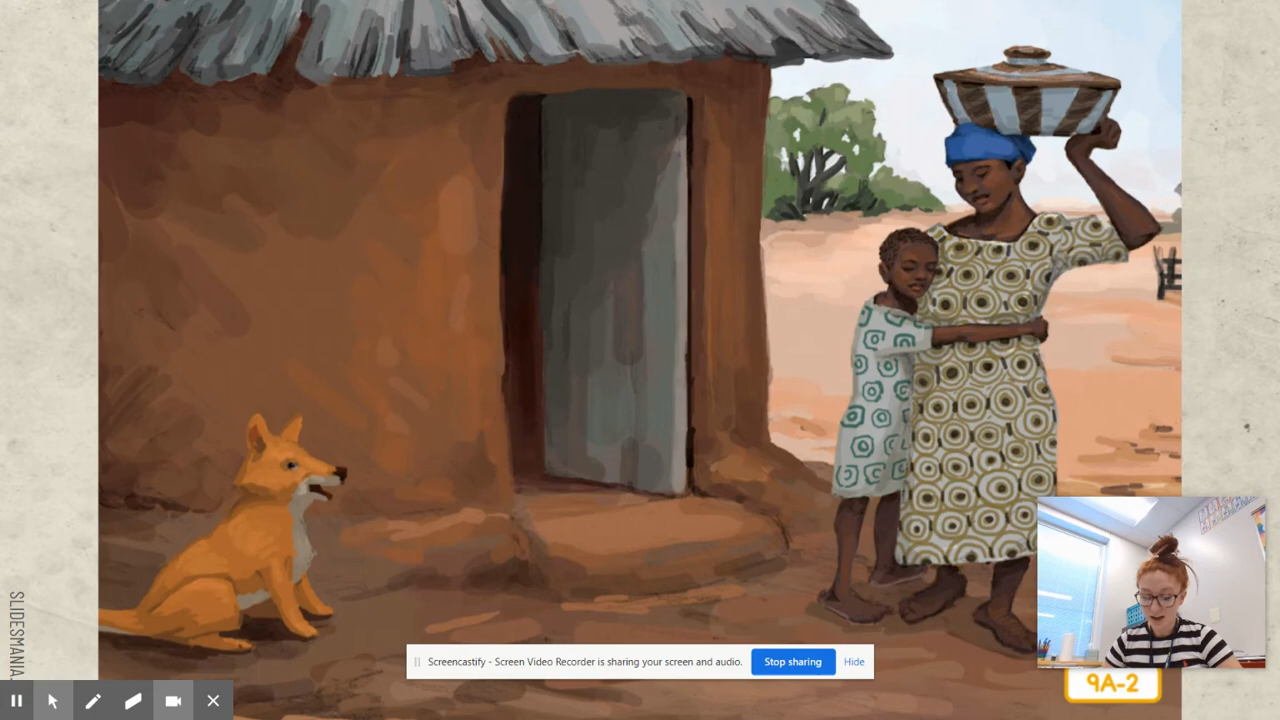 SLIDESMANIA.
Screencastify - Screen Video Recorder is sharing your screen and audio.
Stop sharing
Hide
9A-2